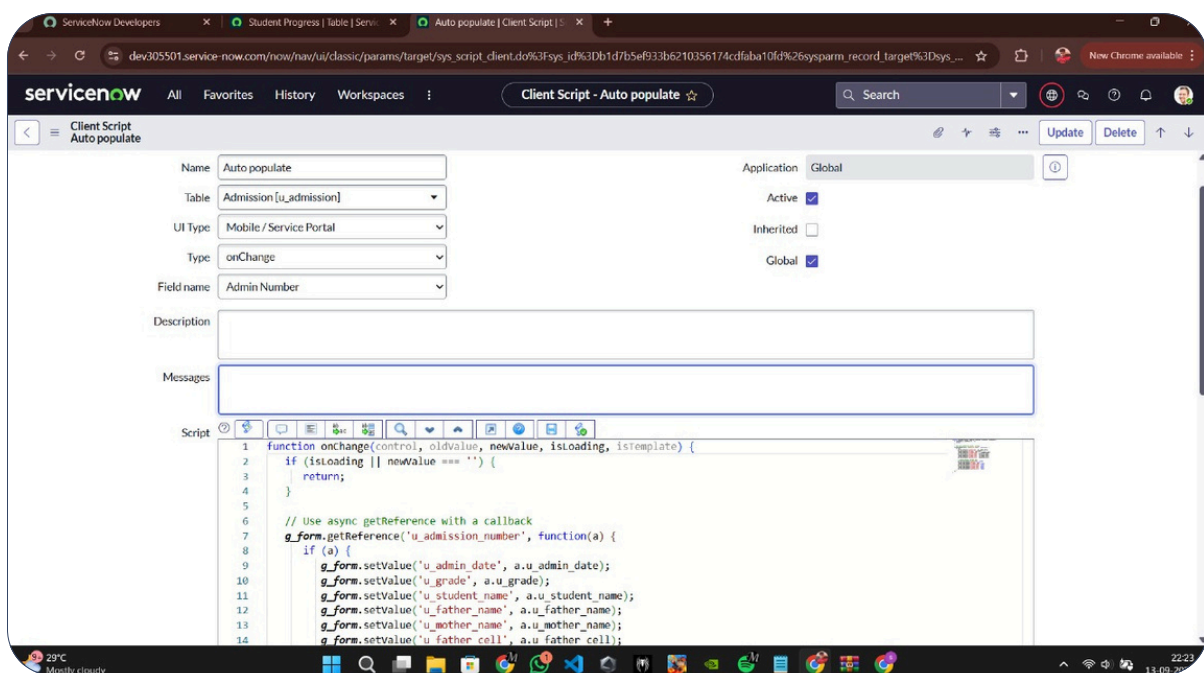 ServiceNow Developers
Student Progress | Table | Servic
Auto populate | Client Script | S
dev305501.service-now.com/now/nav/ui/classic/params/target/sys_script_client.do%3Fsys_id%3Db1d7b5ef933b6210356174cdfaba10fd%26sysparm_record_target%3Dsys_...
New Chrome available
servicenow
All Favorites History Workspaces
Client Script - Auto populate
Search
Client Script
Auto populate
Update Delete
Name Auto populate
Application Global
Table Admission [u_admission]
Active
UI Type Mobile / Service Portal
Inherited
Type onChange
Global
Field name Admin Number
Description
Messages
Script
1 function onChange(control, oldValue, newValue, isLoading, isTemplate) {
2 if (isLoading || newValue === '') {
3 return;
4 }
5
6 // Use async getReference with a callback
7 g_form.getReference('u_admission_number', function(a) {
8 if (a) {
9 g_form.setValue('u_admin_date', a.u_admin_date);
10 g_form.setValue('u_grade', a.u_grade);
11 g_form.setValue('u_student_name', a.u_student_name);
12 g_form.setValue('u_father_name', a.u_father_name);
13 g_form.setValue('u_mother_name', a.u_mother_name);
14 g_form.setValue('u_father_cell', a.u_father_cell);
29°C
Mostly cloudy
22:23